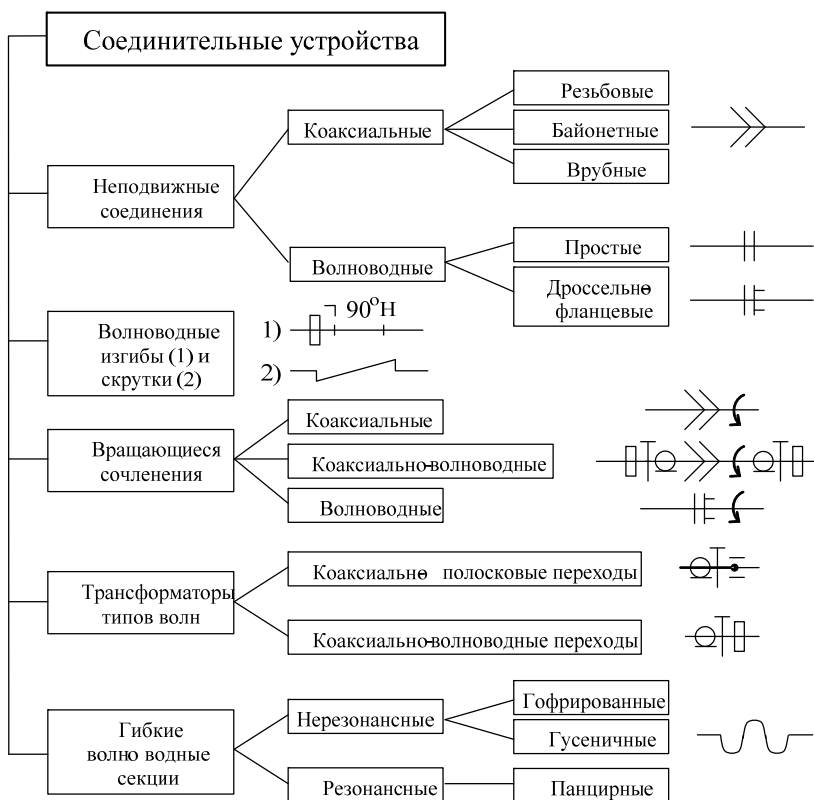 Соединительные устройства
Резьбовые
Коаксиальные
Байонетные
Врубные
Неподвижные
соединения
Простые
Волноводные
Дроссельно-
фланцевые
Волноводные
изгибы (1) и
скрутки (2)
1) ¬ 90°H
2)
Коаксиальные
Вращающиеся
сочленения
Коаксиально-волноводные
Волноводные
Коаксиально- полосковые переходы
Трансформаторы
типов волн
Коаксиально-волноводные переходы
Гофрированные
Нерезонансные
Гусеничные
Гибкие
волно водные
секции
Резонансные
Панцирные